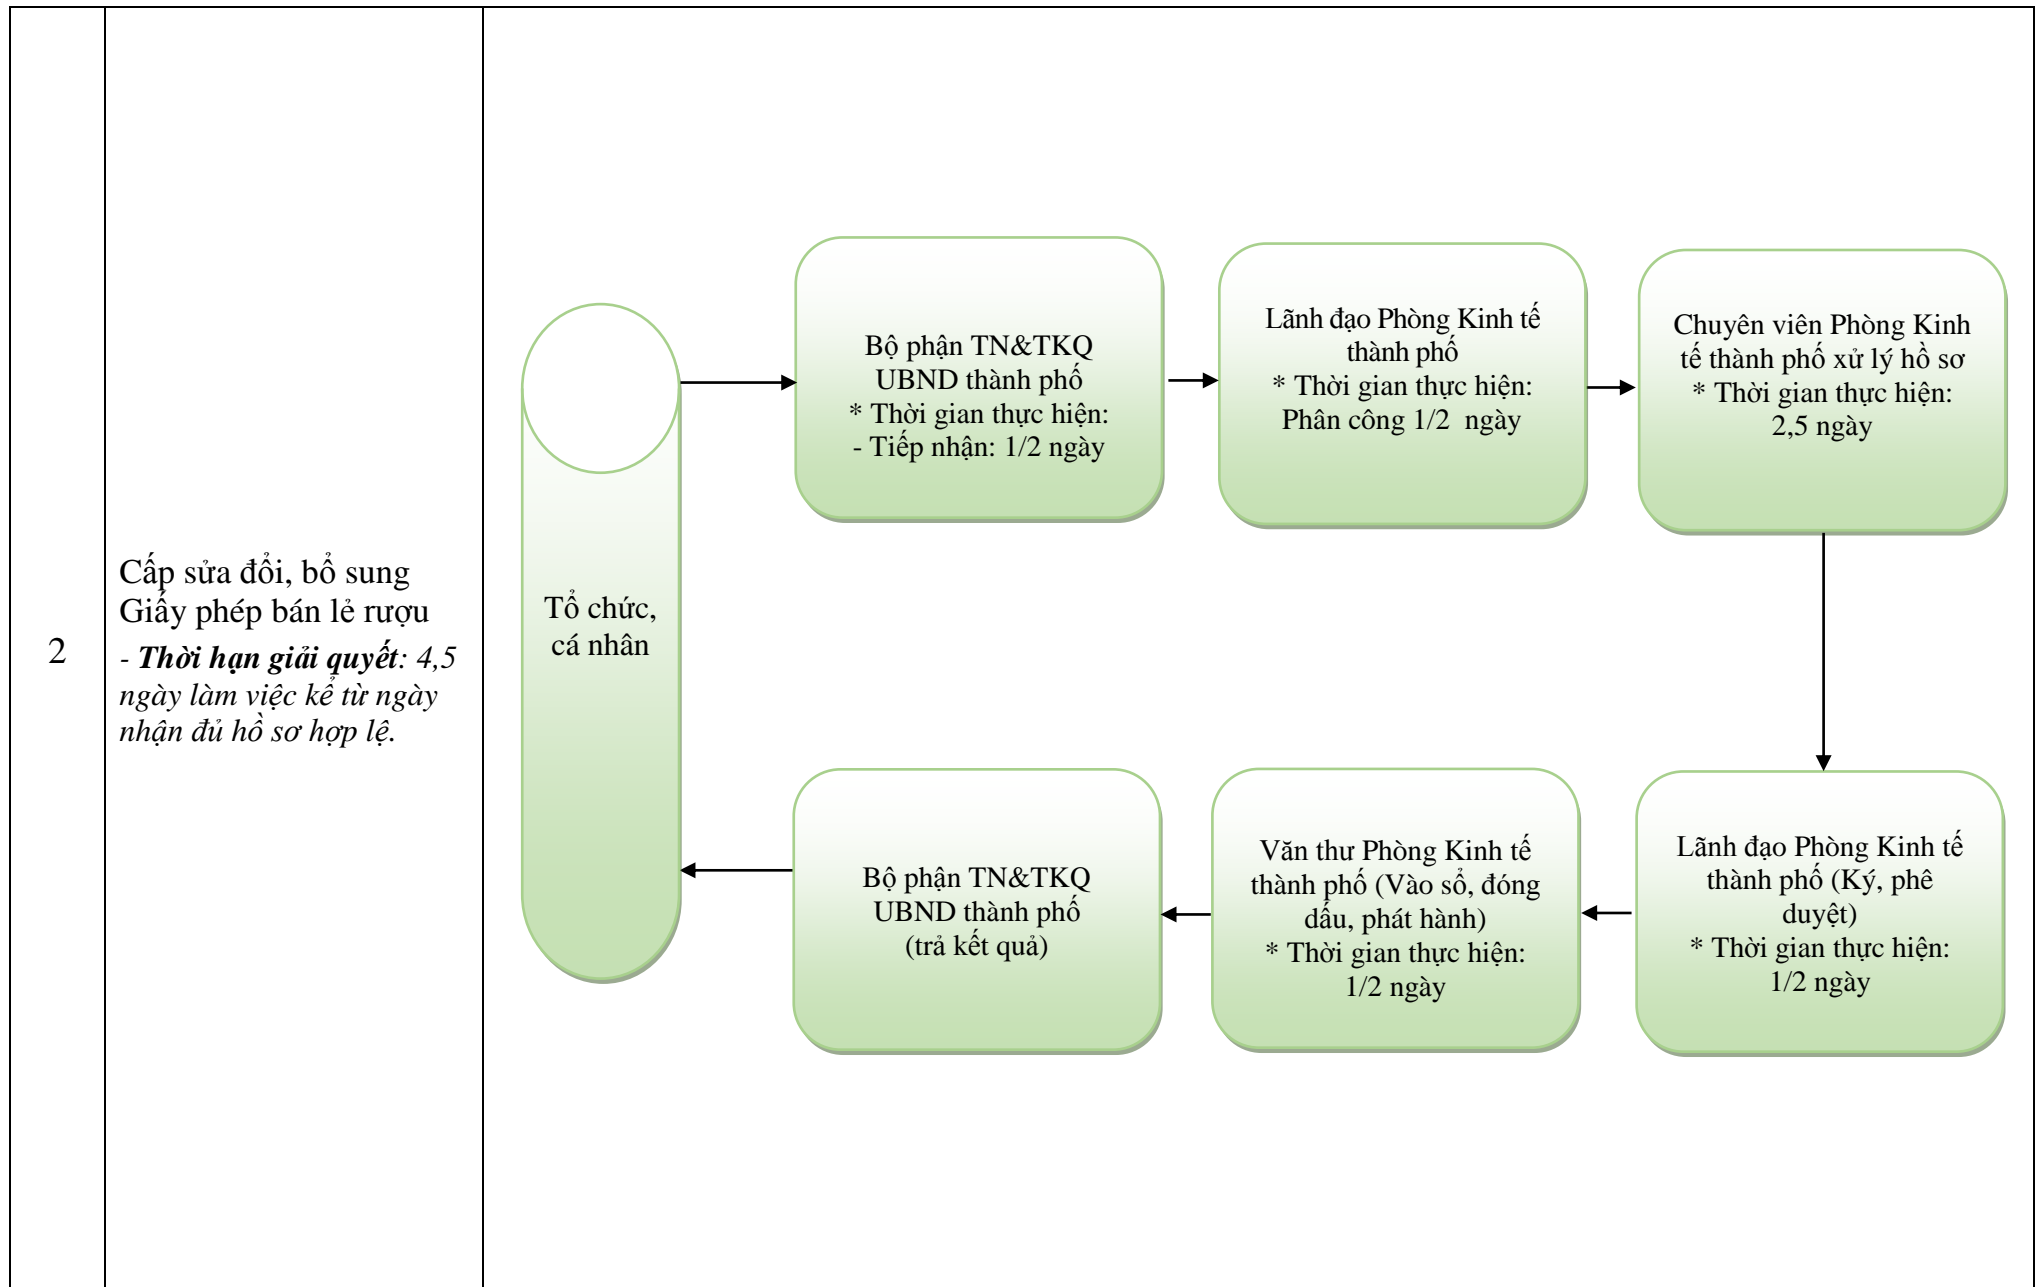 2
Cấp sửa đổi, bổ sung
Giấy phép bán lẻ rượu
- Thời hạn giải quyết: 4,5
ngày làm việc kể từ ngày
nhận đủ hồ sơ hợp lệ.
Tổ chức,
cá nhân
Bộ phận TN&TKQ
UBND thành phố
* Thời gian thực hiện:
- Tiếp nhận: 1/2 ngày
Lãnh đạo Phòng Kinh tế
thành phố
* Thời gian thực hiện:
Phân công 1/2 ngày
Chuyên viên Phòng Kinh
tế thành phố xử lý hồ sơ
* Thời gian thực hiện:
2,5 ngày
Lãnh đạo Phòng Kinh tế
thành phố (Ký, phê
duyệt)
* Thời gian thực hiện:
1/2 ngày
Văn thư Phòng Kinh tế
thành phố (Vào sổ, đóng
dấu, phát hành)
* Thời gian thực hiện:
1/2 ngày
Bộ phận TN&TKQ
UBND thành phố
(trả kết quả)